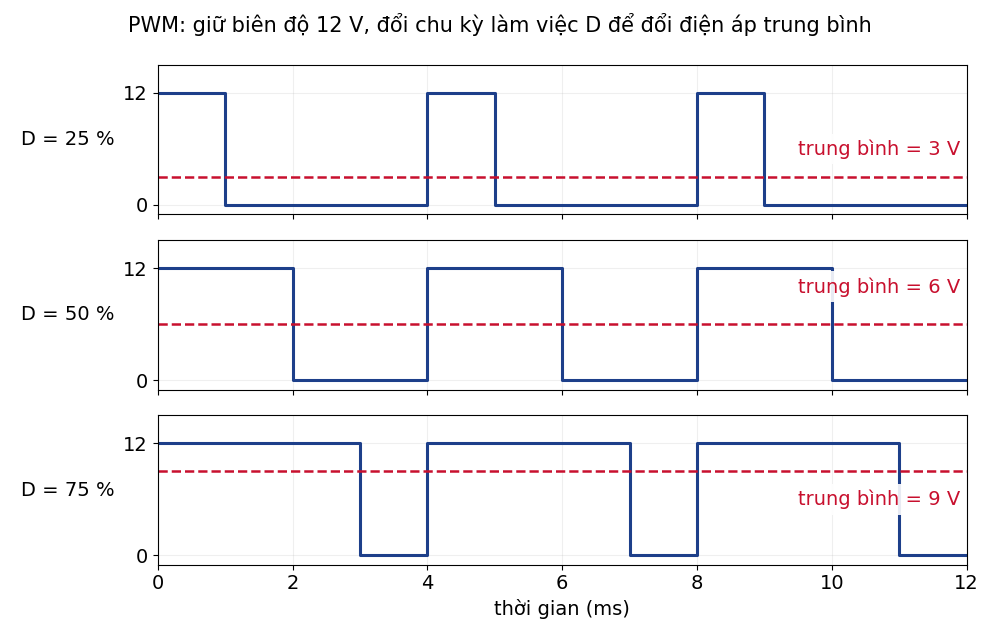 PWM: giữ biên độ 12 V, đổi chu kỳ làm việc D để đổi điện áp trung bình
12
D = 25 %
trung bình = 3 V
0
12
trung bình = 6 V
D = 50 %
0
12
D = 75 %
trung bình = 9 V
0
0 2 4 6 8 10 12
thời gian (ms)